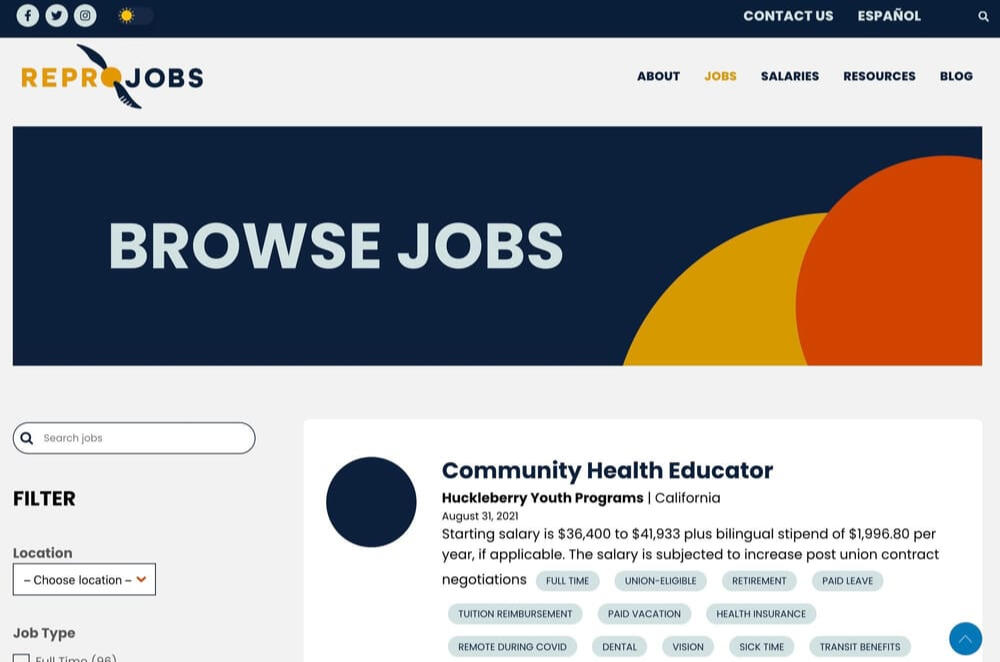 CONTACT US ESPAÑOL
REPROJOBS
ABOUT JOBS SALARIES RESOURCES BLOG
BROWSE JOBS
Search jobs
FILTER
Location
– Choose location –
Job Type
Full Time (96)
Community Health Educator
Huckleberry Youth Programs | California
August 31, 2021
Starting salary is $36,400 to $41,933 plus bilingual stipend of $1,996.80 per
year, if applicable. The salary is subjected to increase post union contract
negotiations FULL TIME UNION-ELIGIBLE RETIREMENT PAID LEAVE
TUITION REIMBURSEMENT PAID VACATION HEALTH INSURANCE
REMOTE DURING COVID DENTAL VISION SICK TIME TRANSIT BENEFITS